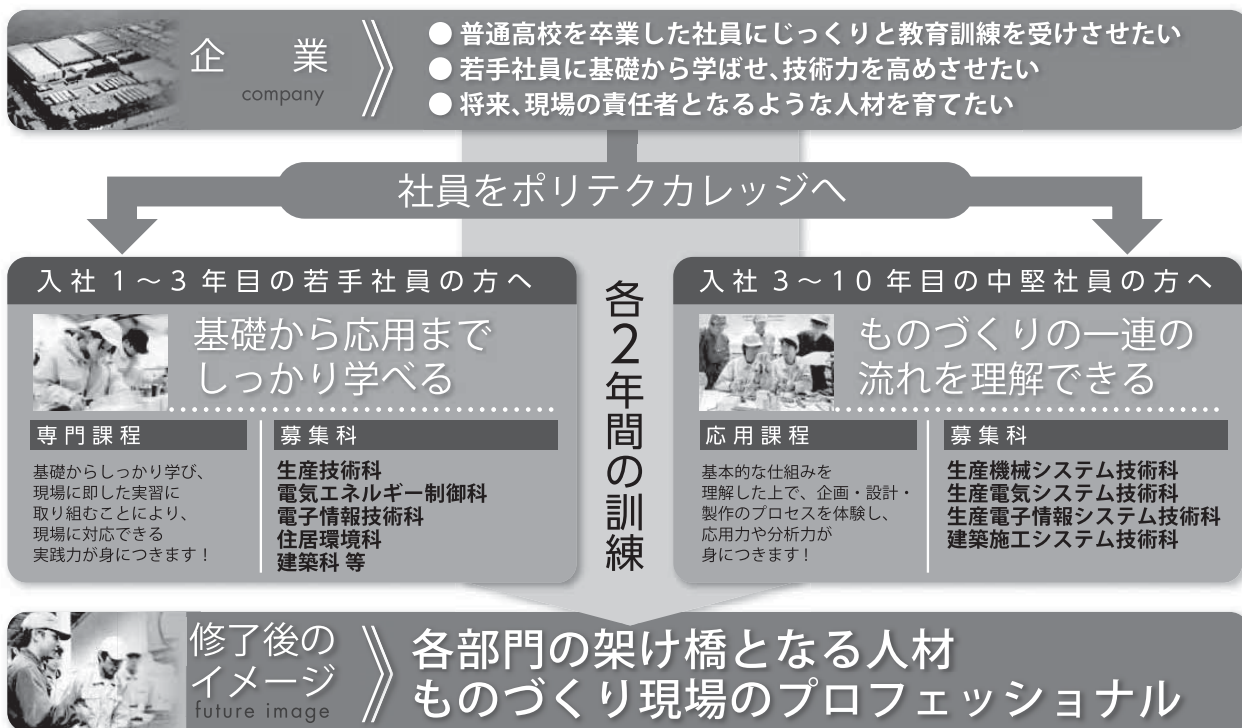 企 業
company
● 普通高校を卒業した社員にじっくりと教育訓練を受けさせたい
● 若手社員に基礎から学ばせ、技術力を高めさせたい
● 将来、現場の責任者となるような人材を育てたい
社員をポリテクカレッジへ
入社 1～3 年目の若手社員の方へ
基礎から応用まで
しっかり学べる
専門課程
基礎からしっかり学び、
現場に即した実習に
取り組むことにより、
現場に対応できる
実践力が身につきます！
募集科
生産技術科
電気エネルギー制御科
電子情報技術科
住居環境科
建築科 等
各2年間の訓練
入社 3～10 年目の中堅社員の方へ
ものづくりの一連の
流れを理解できる
応用課程
基本的な仕組みを
理解した上で、企画・設計・
製作のプロセスを体験し、
応用力や分析力が
身につきます！
募集科
生産機械システム技術科
生産電気システム技術科
生産電子情報システム技術科
建築施工システム技術科
修了後の
イメージ
future image
各部門の架け橋となる人材
ものづくり現場のプロフェッショナル